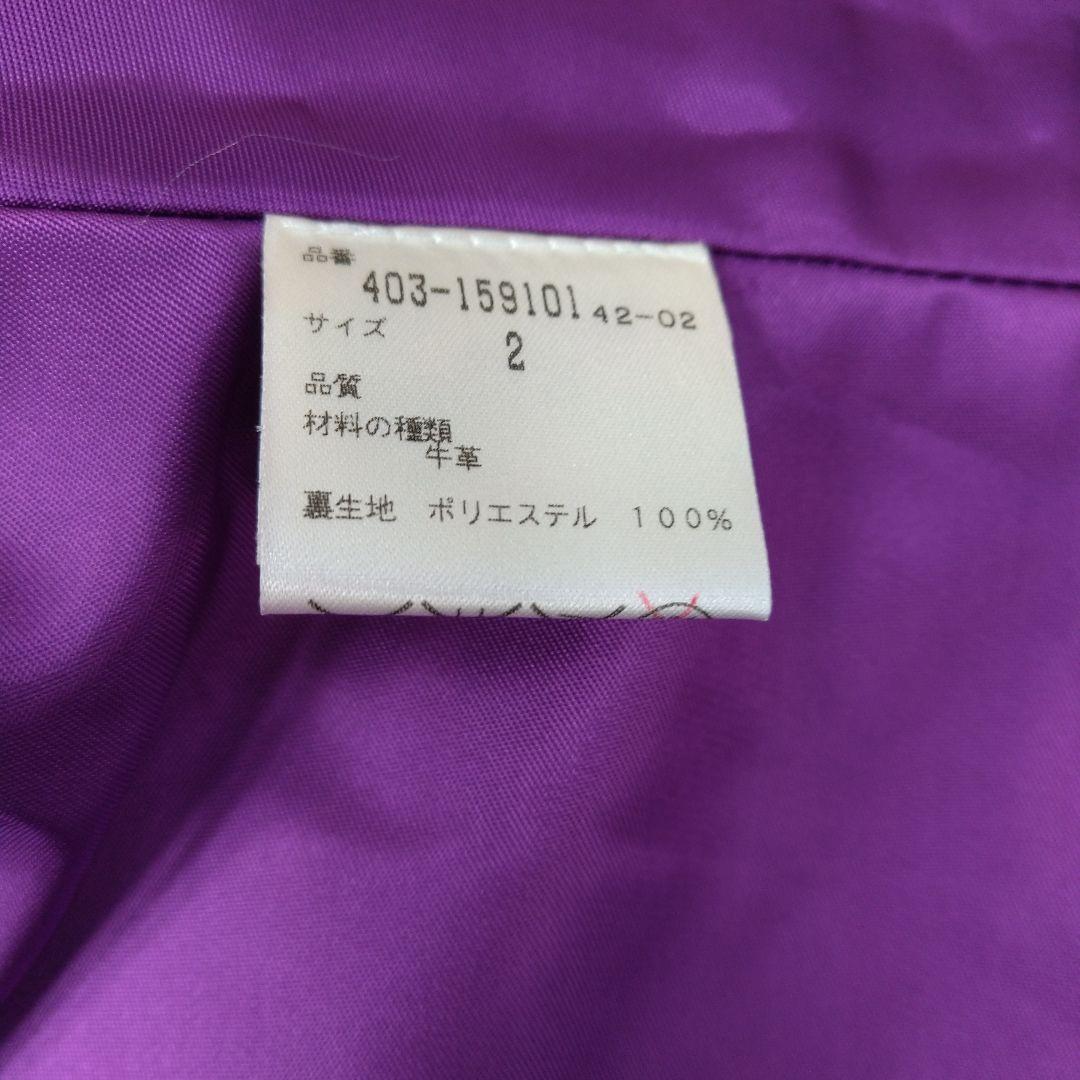 品番
403-159101 42-02
サイズ
2
品質
材料の種類
牛革
裏生地 ポリエステル 100%